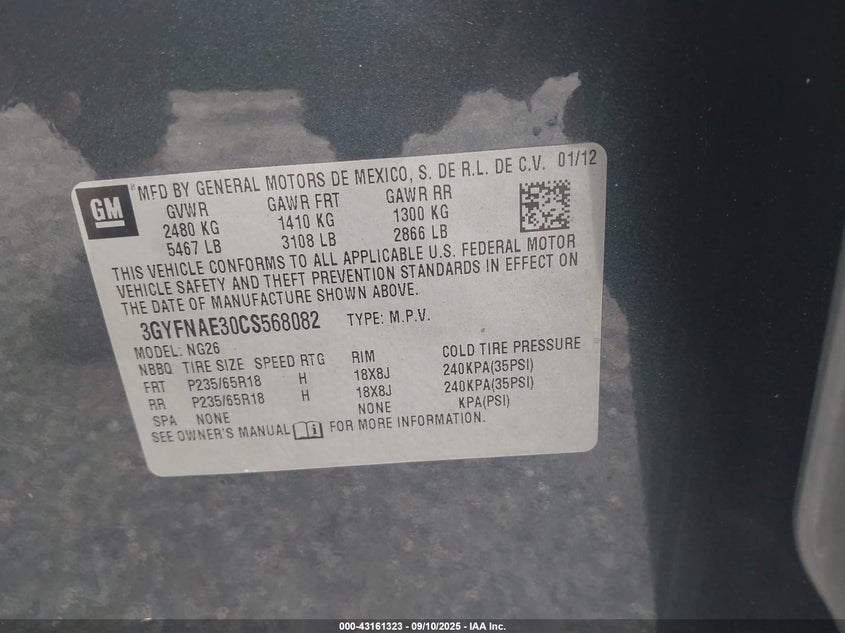 GM
MFD BY GENERAL MOTORS DE MEXICO, S. DE R.L. DE C.V. 01/12
GVWR GAWR FRT GAWR RR
2480 KG 1410 KG 1300 KG
5467 LB 3108 LB 2866 LB
THIS VEHICLE CONFORMS TO ALL APPLICABLE U.S. FEDERAL MOTOR
VEHICLE SAFETY AND THEFT PREVENTION STANDARDS IN EFFECT ON
THE DATE OF MANUFACTURE SHOWN ABOVE.
3GYFNAE30CS568082 TYPE: M.P.V.
MODEL: NG26
NBBQ TIRE SIZE SPEED RTG RIM COLD TIRE PRESSURE
FRT P235/65R18 H 18X8J 240KPA(35PSI)
RR P235/65R18 H 18X8J 240KPA(35PSI)
SPA NONE NONE KPA(PSI)
SEE OWNER'S MANUAL FOR MORE INFORMATION.
000-43161323 - 09/10/2025 - IAA Inc.